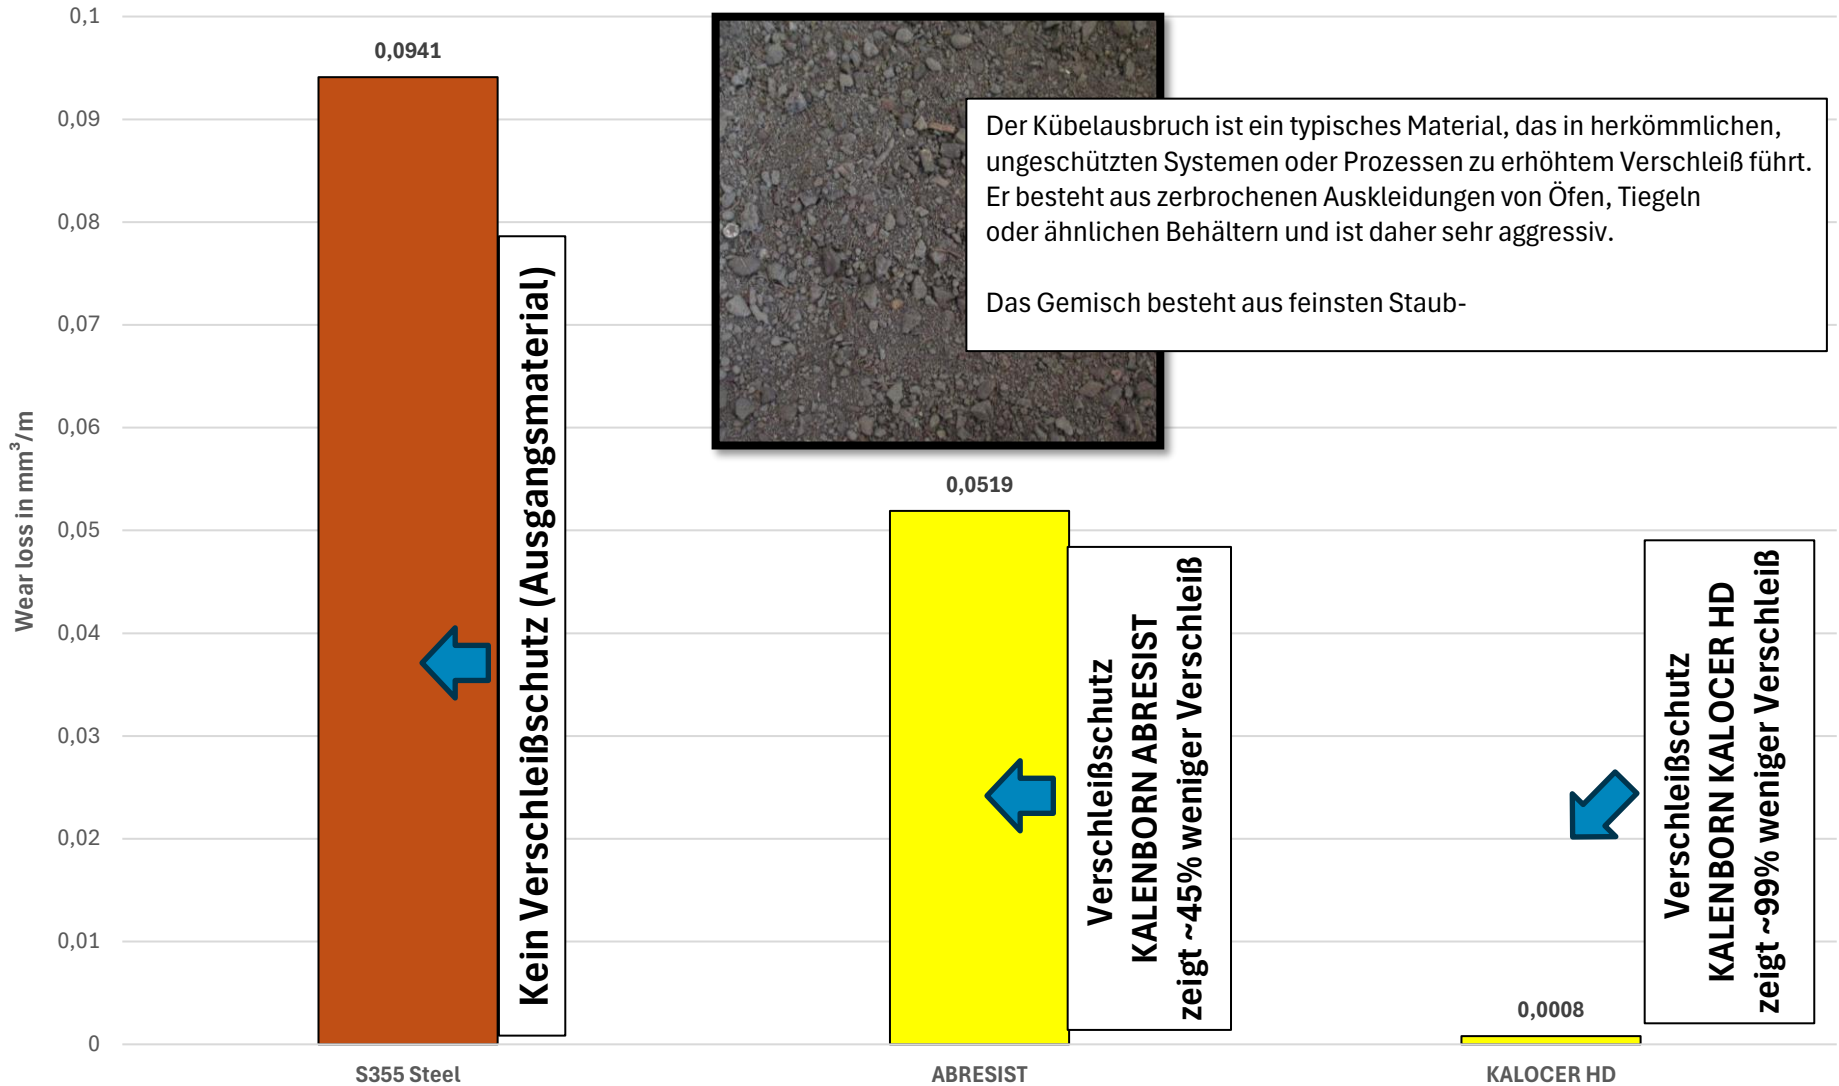 0,1
0,09
0,08
0,07
0,06
0,05
0,04
0,03
0,02
0,01
0
Wear loss in mm³/m
0,0941
0,0519
0,0008
Kein Verschleißschutz (Ausgangsmaterial)
Der Kübelausbruch ist ein typisches Material, das in herkömmlichen,
ungeschützten Systemen oder Prozessen zu erhöhtem Verschleiß führt.
Er besteht aus zerbrochenen Auskleidungen von Öfen, Tiegeln
oder ähnlichen Behältern und ist daher sehr aggressiv.
Das Gemisch besteht aus feinsten Staub-
Verschleißschutz
KALENBORN ABRESIST
zeigt ~45% weniger Verschleiß
Verschleißschutz
KALENBORN KALOCER HD
zeigt ~99% weniger Verschleiß
S355 Steel
ABRESIST
KALOCER HD